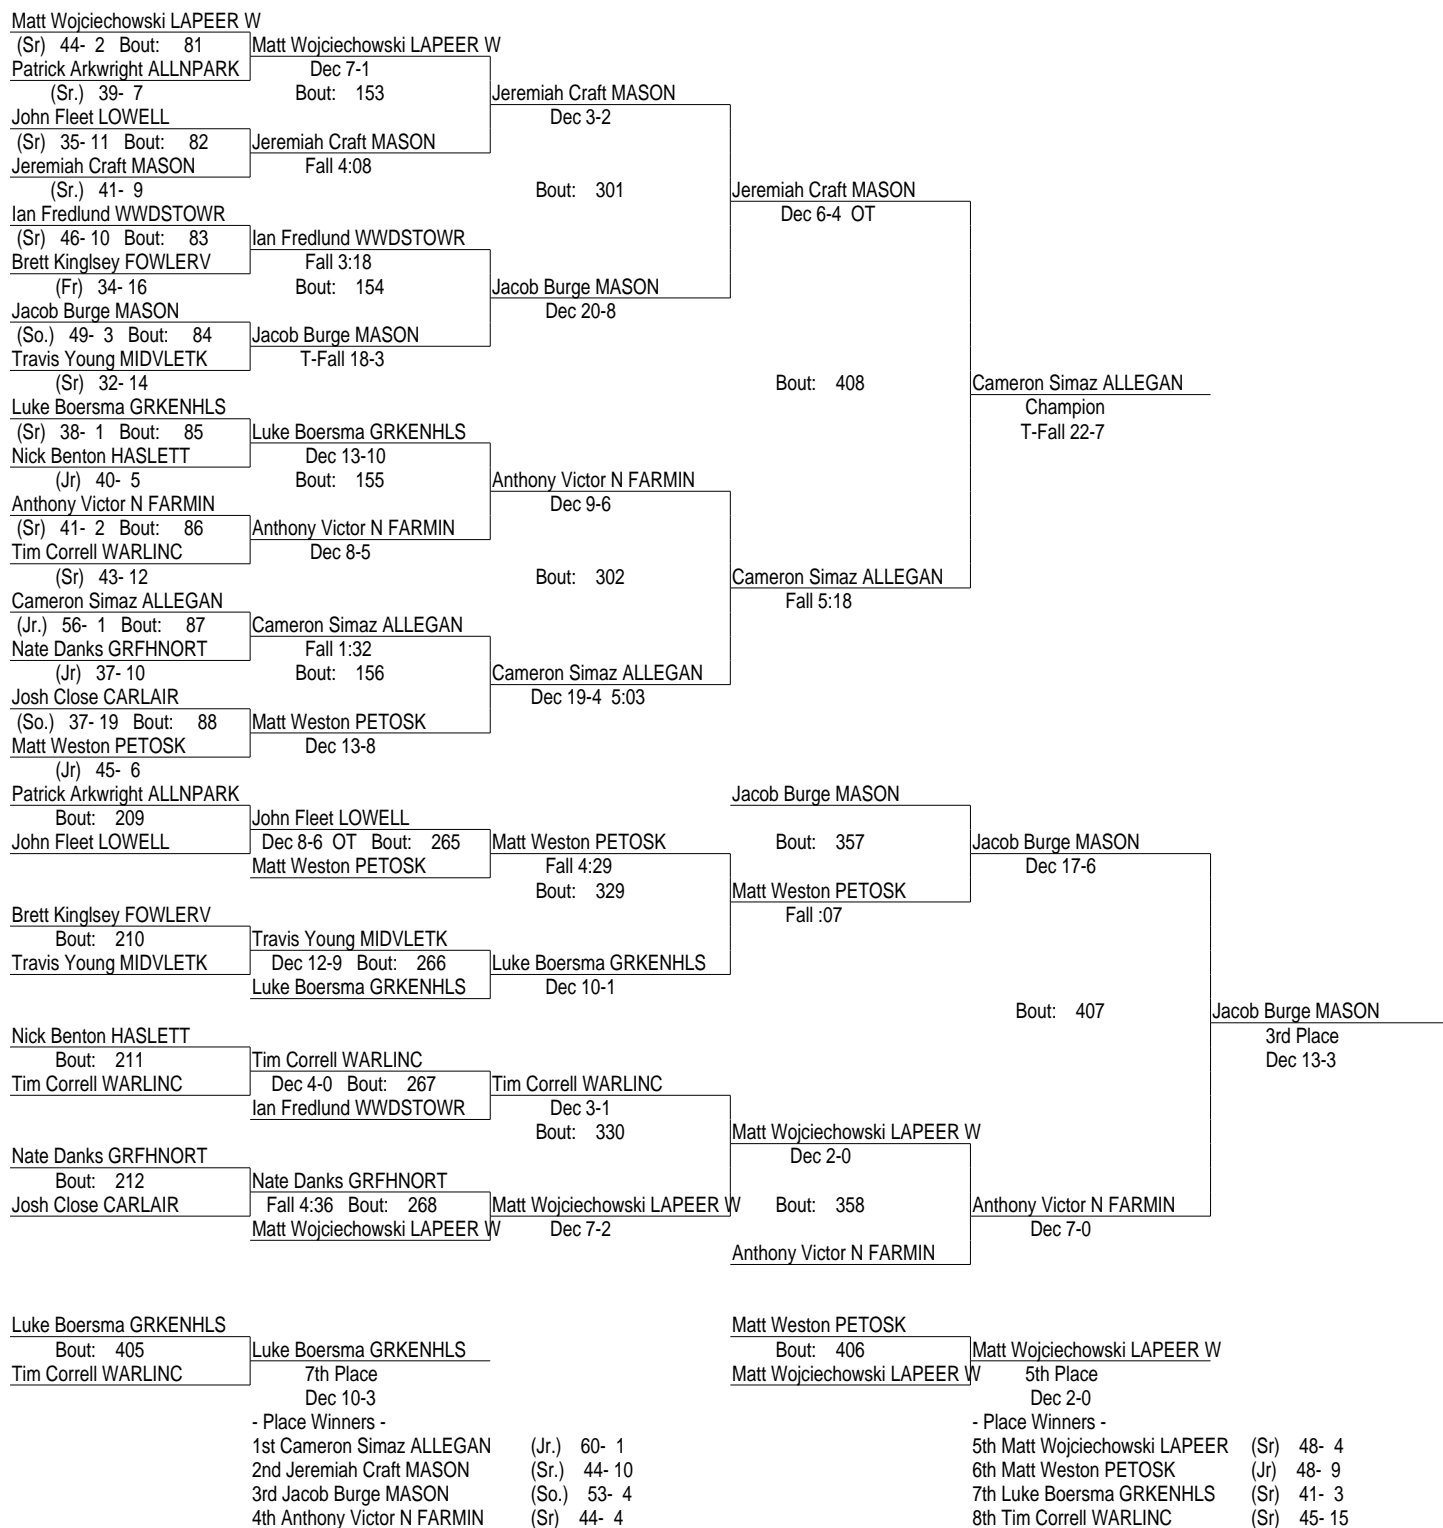 Matt Wojciechowski LAPEER W
(Sr) 44- 2 Bout: 81 Matt Wojciechowski LAPEER W
Patrick Arkwright ALLNPARK Dec 7-1
(Sr.) 39- 7 Bout: 153 Jeremiah Craft MASON
John Fleet LOWELL Dec 3-2
(Sr) 35- 11 Bout: 82 Jeremiah Craft MASON
Jeremiah Craft MASON Fall 4:08
(Sr.) 41- 9 Bout: 301 Jeremiah Craft MASON
Ian Fredlund WWDSTOWR Dec 6-4 OT
(Sr) 46- 10 Bout: 83 Ian Fredlund WWDSTOWR
Brett Kinglsey FOWLERV Fall 3:18
(Fr) 34- 16 Bout: 154 Jacob Burge MASON
Jacob Burge MASON Dec 20-8
(So.) 49- 3 Bout: 84 Jacob Burge MASON
Travis Young MIDVLETK T-Fall 18-3
(Sr) 32- 14 Bout: 408 Cameron Simaz ALLEGAN
Luke Boersma GRKENHLS Champion
(Sr) 38- 1 Bout: 85 Luke Boersma GRKENHLS T-Fall 22-7
Nick Benton HASLETT Dec 13-10
(Jr) 40- 5 Bout: 155 Anthony Victor N FARMIN
Anthony Victor N FARMIN Dec 9-6
(Sr) 41- 2 Bout: 86 Anthony Victor N FARMIN
Tim Correll WARLINC Dec 8-5
(Sr) 43- 12 Bout: 302 Cameron Simaz ALLEGAN
Cameron Simaz ALLEGAN Fall 5:18
(Jr.) 56- 1 Bout: 87 Cameron Simaz ALLEGAN
Nate Danks GRFHNORT Fall 1:32
(Jr) 37- 10 Bout: 156 Cameron Simaz ALLEGAN
Josh Close CARLAIR Dec 19-4 5:03
(So.) 37- 19 Bout: 88 Matt Weston PETOSK
Matt Weston PETOSK Dec 13-8
(Jr) 45- 6
Patrick Arkwright ALLNPARK Jacob Burge MASON
Bout: 209 John Fleet LOWELL
John Fleet LOWELL Dec 8-6 OT Bout: 265 Matt Weston PETOSK Bout: 357 Jacob Burge MASON
Matt Weston PETOSK Fall 4:29 Dec 17-6
Bout: 329 Matt Weston PETOSK
Brett Kinglsey FOWLERV Fall :07
Bout: 210 Travis Young MIDVLETK
Travis Young MIDVLETK Dec 12-9 Bout: 266 Luke Boersma GRKENHLS
Luke Boersma GRKENHLS Dec 10-1
Bout: 407 Jacob Burge MASON
Nick Benton HASLETT 3rd Place
Bout: 211 Tim Correll WARLINC Dec 13-3
Tim Correll WARLINC Dec 4-0 Bout: 267 Tim Correll WARLINC
Ian Fredlund WWDSTOWR Dec 3-1
Bout: 330 Matt Wojciechowski LAPEER W
Nate Danks GRFHNORT Dec 2-0
Bout: 212 Nate Danks GRFHNORT
Josh Close CARLAIR Fall 4:36 Bout: 268 Matt Wojciechowski LAPEER W Bout: 358 Anthony Victor N FARMIN
Matt Wojciechowski LAPEER W Dec 7-2 Dec 7-0
Anthony Victor N FARMIN
Luke Boersma GRKENHLS Matt Weston PETOSK
Bout: 405 Luke Boersma GRKENHLS Bout: 406 Matt Wojciechowski LAPEER W
Tim Correll WARLINC 7th Place Matt Wojciechowski LAPEER W 5th Place
Dec 10-3 Dec 2-0
- Place Winners - - Place Winners -
1st Cameron Simaz ALLEGAN (Jr.) 60- 1 5th Matt Wojciechowski LAPEER (Sr) 48- 4
2nd Jeremiah Craft MASON (Sr.) 44- 10 6th Matt Weston PETOSK (Jr) 48- 9
3rd Jacob Burge MASON (So.) 53- 4 7th Luke Boersma GRKENHLS (Sr) 41- 3
4th Anthony Victor N FARMIN (Sr) 44- 4 8th Tim Correll WARLINC (Sr) 45- 15